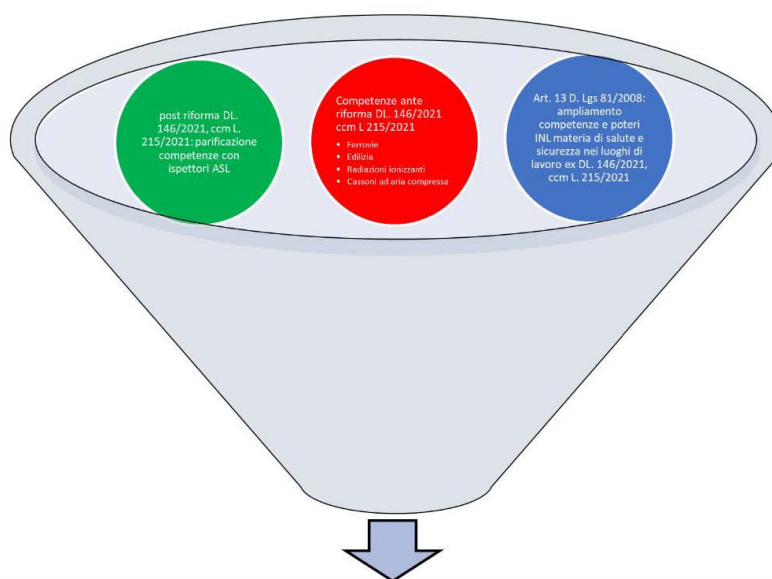 post riforma DL.
146/2021, ccm L.
215/2021: parificazione
competenze con
ispettori ASL
Competenze ante
riforma DL. 146/2021
ccm L 215/2021
• Ferrovie
• Edilizia
• Radiazioni ionizzanti
• Cassoni ad aria compressa
Art. 13 D. Lgs 81/2008:
ampliamento
competenze e poteri
INL materia di salute e
sicurezza nei luoghi di
lavoro ex DL. 146/2021,
ccm L. 215/2021